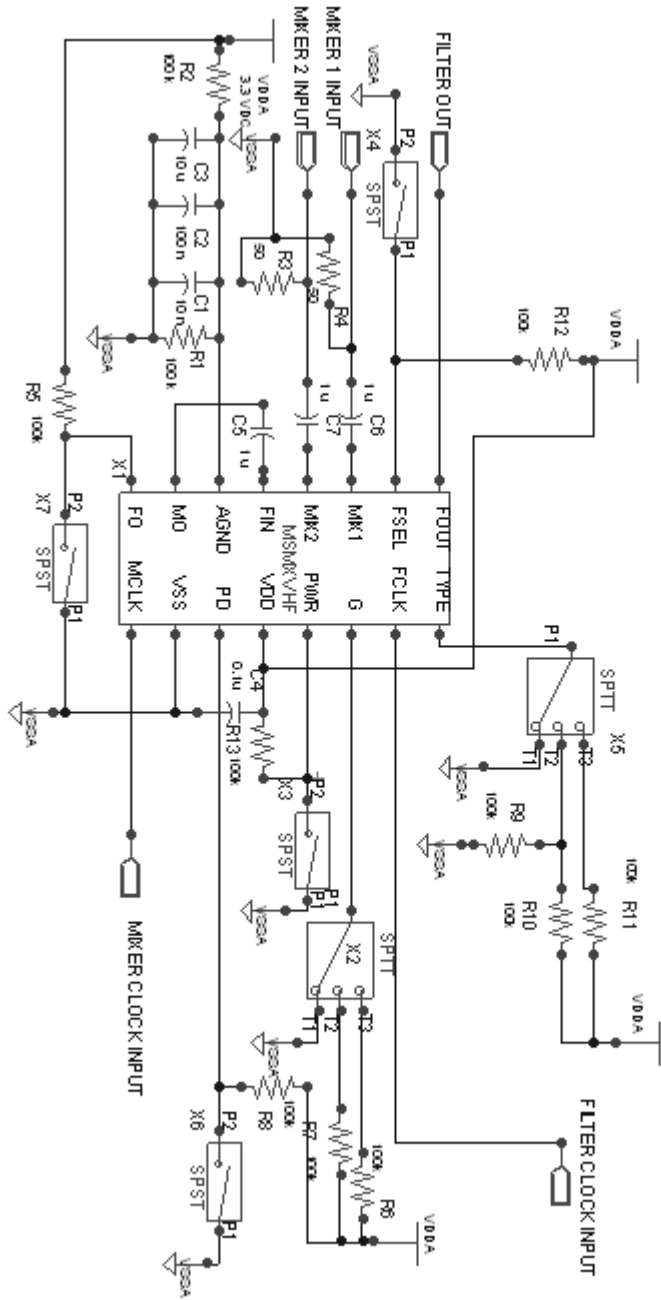 VDDA
R11
100k
R10
100k
FILTER CLOCK INPUT
VDDA
R12
100k
SPTT
X5
P1
T3
T2
T1
R9
100k
VSSA
FILTER OUT
FOUT TYPE
X4
P2
SPST
P1
VSSA
FSEL FCLK
VDDA
R6
100k
SPTT
X2
T3
T2
T1
R7
100k
MIXER 1 INPUT
R4
50
C6
1u
MIX1 G
VSSA
MIXER 2 INPUT
R3
50
C7
1u
MIX2 PWR
MSMXVHF
X3
P2
SPST
P1
VSSA
R8
100k
VDDA
3.3 VDC
VSSA
C5
1u
FIN VDD
C4
0.1u
R13
100k
R2
100k
C3
10u
C2
100n
C1
10n
R1
100k
VSSA
AGND PD
X6
P2
SPST
P1
VSSA
MO VSS
X1
FO MCLK
MIXER CLOCK INPUT
R5
100k
X7
P2
SPST
P1
VSSA